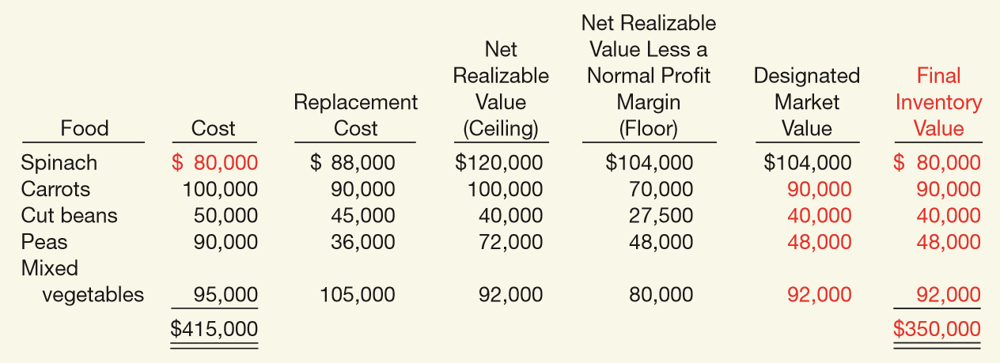 Net Realizable
Net Value Less a
Realizable Normal Profit Designated Final
Replacement Value Margin Market Inventory
Food Cost Cost (Ceiling) (Floor) Value Value
Spinach $ 80,000 $ 88,000 $120,000 $104,000 $104,000 $ 80,000
Carrots 100,000 90,000 100,000 70,000 90,000 90,000
Cut beans 50,000 45,000 40,000 27,500 40,000 40,000
Peas 90,000 36,000 72,000 48,000 48,000 48,000
Mixed
vegetables 95,000 105,000 92,000 80,000 92,000 92,000
$415,000 $350,000